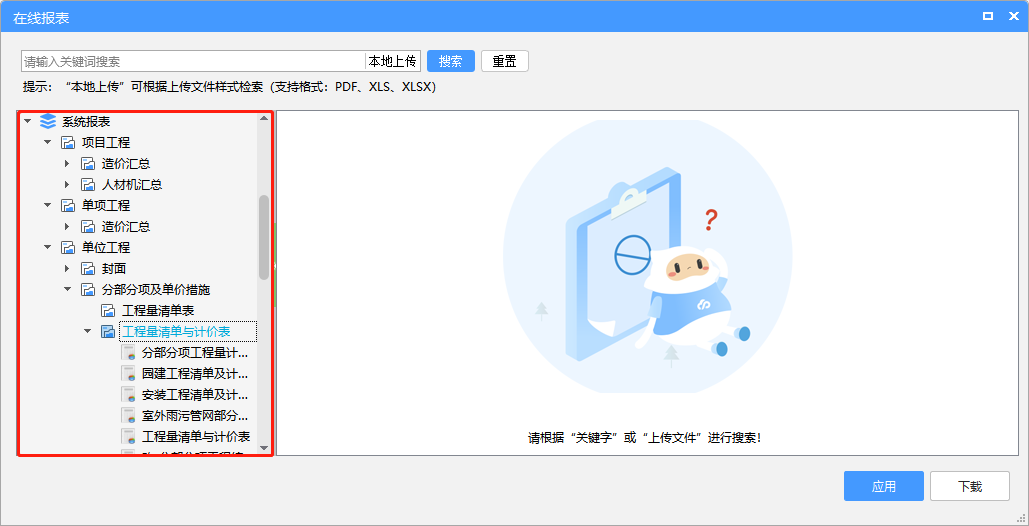 在线报表
请输入关键词搜索
本地上传
搜索
重置
提示：“本地上传”可根据上传文件样式检索（支持格式：PDF、XLS、XLSX）
系统报表
项目工程
造价汇总
人材机汇总
单项工程
造价汇总
单位工程
封面
分部分项及单价措施
工程量清单表
工程量清单与计价表
分部分项工程量计...
园建工程清单及计...
安装工程清单及计...
室外雨污管网部分...
工程量清单与计价表
请根据“关键字”或“上传文件”进行搜索！
应用
下载